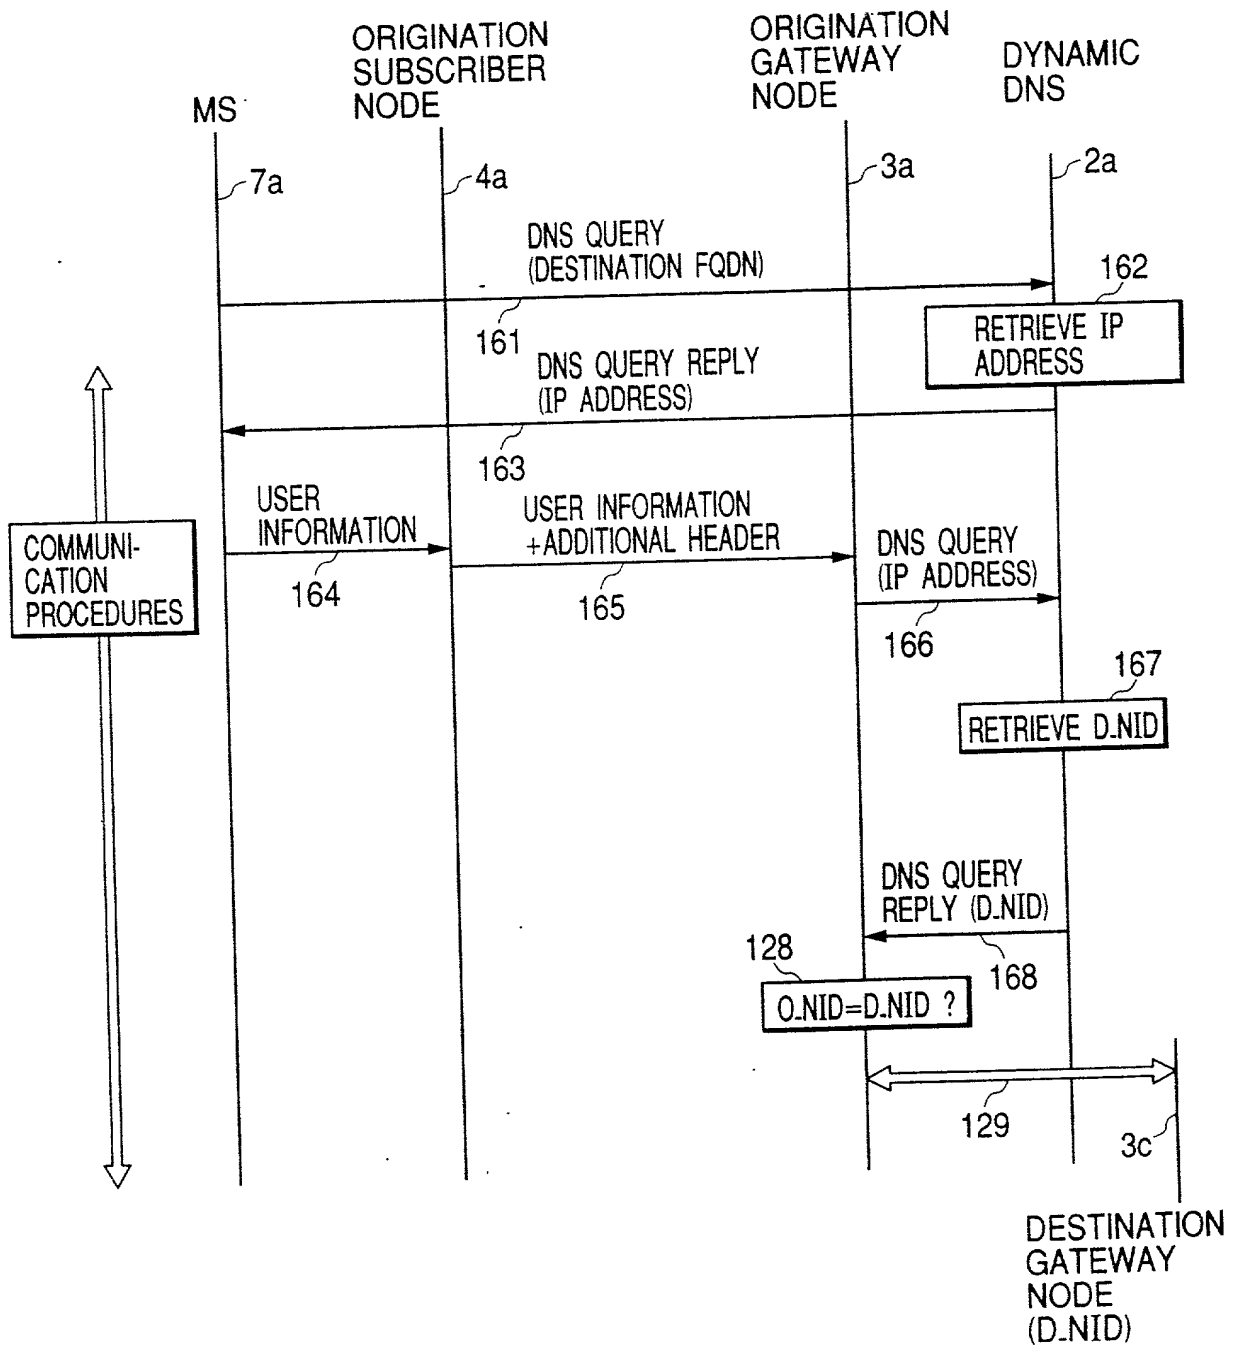 ORIGINATION
SUBSCRIBER
NODE
ORIGINATION
GATEWAY
NODE
DYNAMIC
DNS
MS
7a
4a
3a
2a
DNS QUERY
(DESTINATION FQDN)
161
162
RETRIEVE IP
ADDRESS
DNS QUERY REPLY
(IP ADDRESS)
163
USER
INFORMATION
164
USER INFORMATION
+ADDITIONAL HEADER
165
DNS QUERY
(IP ADDRESS)
166
COMMUNI-
CATION
PROCEDURES
167
RETRIEVE D_NID
DNS QUERY
REPLY (D_NID)
168
128
O_NID=D_NID ?
129
3c
DESTINATION
GATEWAY
NODE
(D_NID)